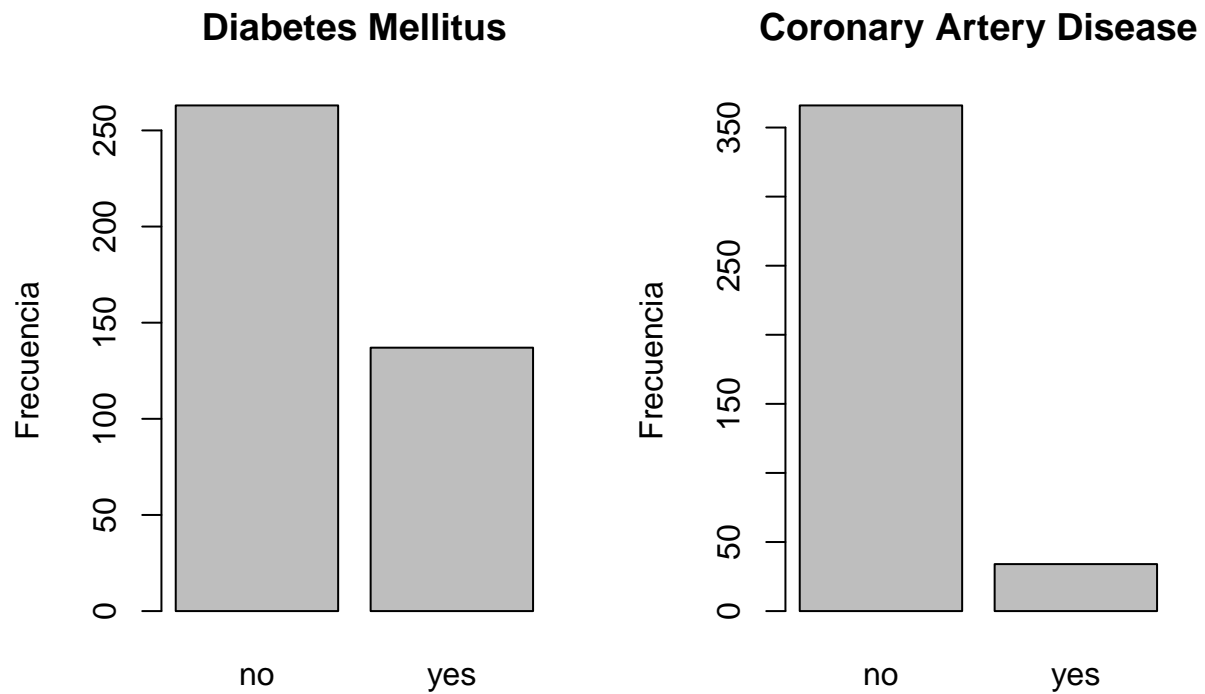 Diabetes Mellitus
Frecuencia
250
200
150
100
50
0
no yes
Coronary Artery Disease
Frecuencia
350
250
150
50
0
no yes